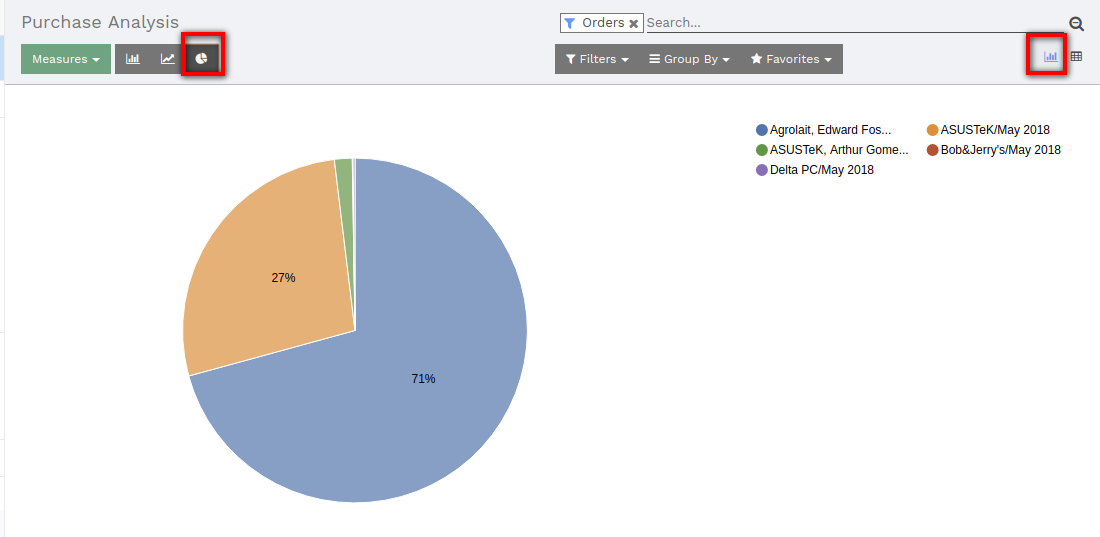 Purchase Analysis
Orders Search...
Measures
Filters Group By Favorites
Agrolait, Edward Fos... ASUSTeK/May 2018
ASUSTeK, Arthur Gome... Bob&Jerry's/May 2018
Delta PC/May 2018
27%
71%